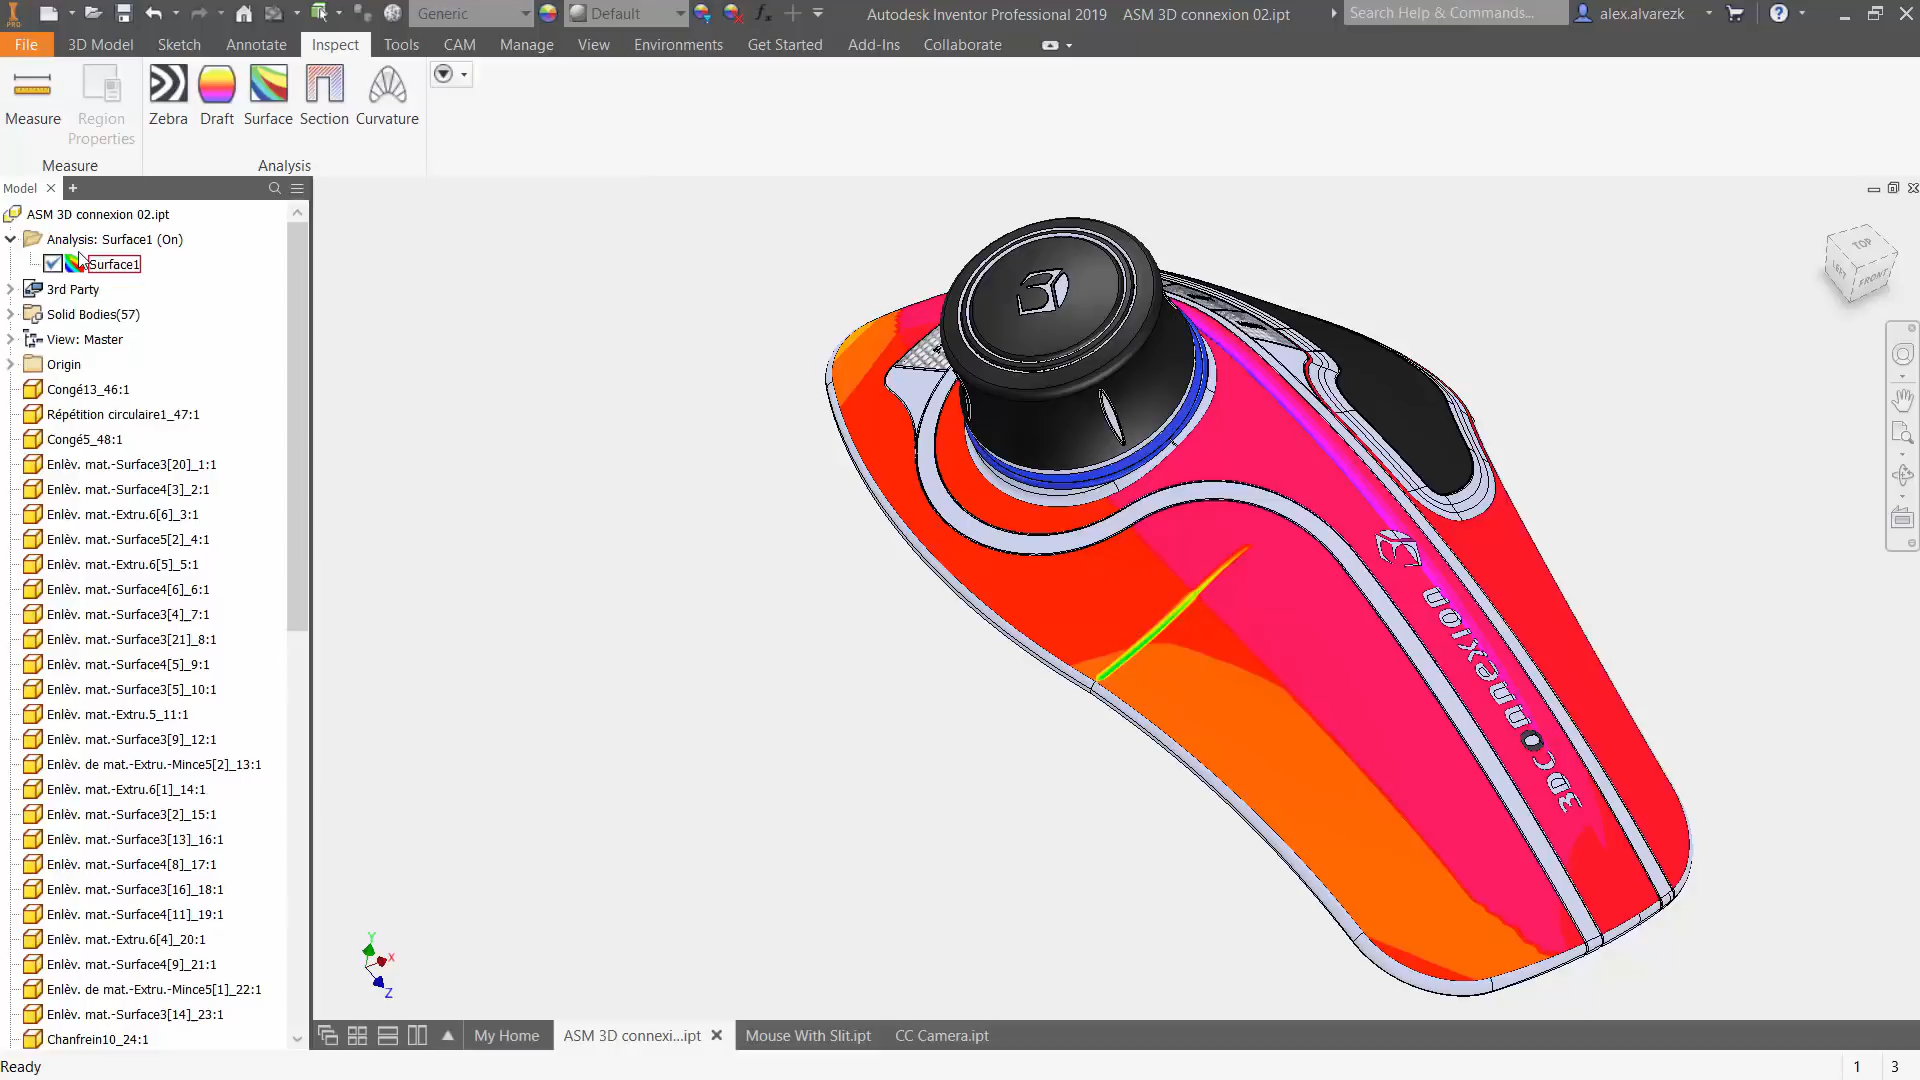 PRO
Generic
Default
Autodesk Inventor Professional 2019 ASM 3D connexion 02.ipt
Search Help & Commands...
alex.alvarezk
File 3D Model Sketch Annotate Inspect Tools CAM Manage View Environments Get Started Add-Ins Collaborate
Measure
Region Properties
Zebra
Draft
Surface
Section
Curvature
Measure
Analysis
Model
ASM 3D connexion 02.ipt
Analysis: Surface1 (On)
Surface1
3rd Party
Solid Bodies(57)
View: Master
Origin
Congé13_46:1
Répétition circulaire1_47:1
Congé5_48:1
Enlèv. mat.-Surface3[20]_1:1
Enlèv. mat.-Surface4[3]_2:1
Enlèv. mat.-Extru.6[6]_3:1
Enlèv. mat.-Surface5[2]_4:1
Enlèv. mat.-Extru.6[5]_5:1
Enlèv. mat.-Surface4[6]_6:1
Enlèv. mat.-Surface3[4]_7:1
Enlèv. mat.-Surface3[21]_8:1
Enlèv. mat.-Surface4[5]_9:1
Enlèv. mat.-Surface3[5]_10:1
Enlèv. mat.-Extru.5_11:1
Enlèv. mat.-Surface3[9]_12:1
Enlèv. de mat.-Extru.-Mince5[2]_13:1
Enlèv. mat.-Extru.6[1]_14:1
Enlèv. mat.-Surface3[2]_15:1
Enlèv. mat.-Surface3[13]_16:1
Enlèv. mat.-Surface4[8]_17:1
Enlèv. mat.-Surface3[16]_18:1
Enlèv. mat.-Surface4[11]_19:1
Enlèv. mat.-Extru.6[4]_20:1
Enlèv. mat.-Surface4[9]_21:1
Enlèv. de mat.-Extru.-Mince5[1]_22:1
Enlèv. mat.-Surface3[14]_23:1
Chanfrein10_24:1
TOP
LEFT
FRONT
3Dconnexion
Y
X
Z
My Home
ASM 3D connexi...ipt
Mouse With Slit.ipt
CC Camera.ipt
Ready
1 3